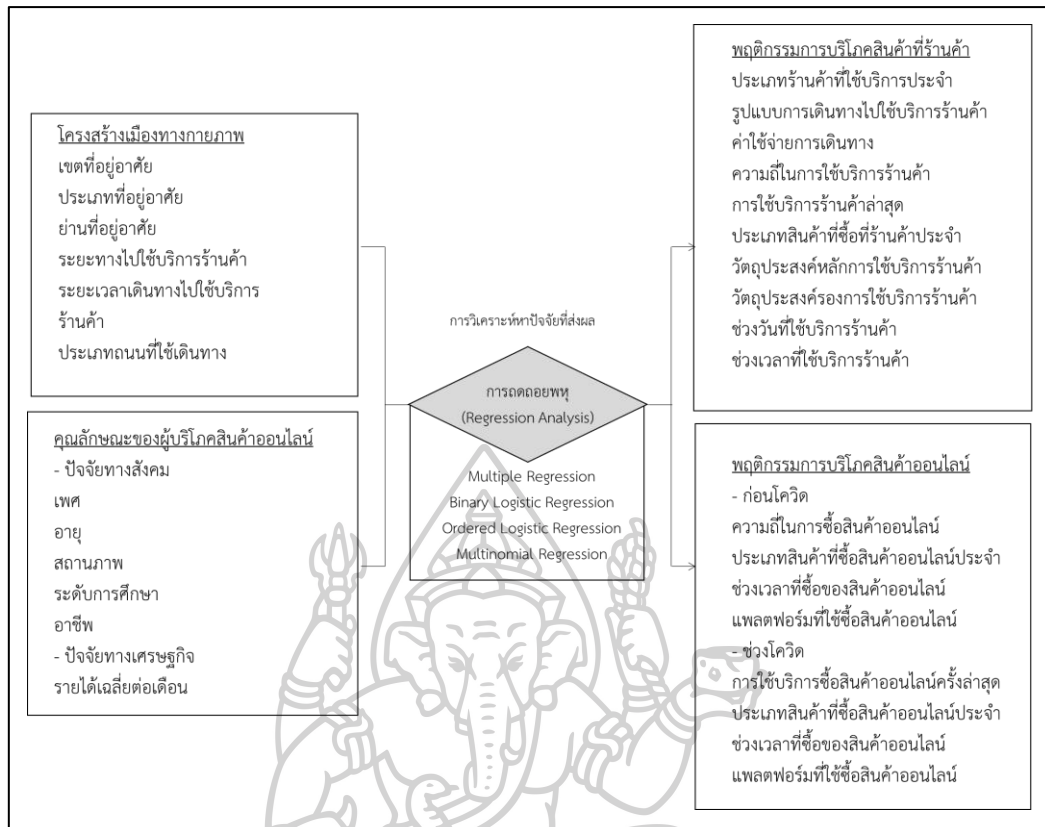 โครงสร้างเมืองทางกายภาพ
เขตที่อยู่อาศัย
ประเภทที่อยู่อาศัย
ย่านที่อยู่อาศัย
ระยะทางไปใช้บริการร้านค้า
ระยะเวลาเดินทางไปใช้บริการ
ร้านค้า
ประเภทถนนที่ใช้เดินทาง
คุณลักษณะของผู้บริโภคสินค้าออนไลน์
- ปัจจัยทางสังคม
เพศ
อายุ
สถานภาพ
ระดับการศึกษา
อาชีพ
- ปัจจัยทางเศรษฐกิจ
รายได้เฉลี่ยต่อเดือน
การวิเคราะห์หาปัจจัยที่ส่งผล
การถดถอยพหุ
(Regression Analysis)
Multiple Regression
Binary Logistic Regression
Ordered Logistic Regression
Multinomial Regression
พฤติกรรมการบริโภคสินค้าที่ร้านค้า
ประเภทร้านค้าที่ใช้บริการประจำ
รูปแบบการเดินทางไปใช้บริการร้านค้า
ค่าใช้จ่ายการเดินทาง
ความถี่ในการใช้บริการร้านค้า
การใช้บริการร้านค้าล่าสุด
ประเภทสินค้าที่ซื้อที่ร้านค้าประจำ
วัตถุประสงค์หลักการใช้บริการร้านค้า
วัตถุประสงค์รองการใช้บริการร้านค้า
ช่วงวันที่ใช้บริการร้านค้า
ช่วงเวลาที่ใช้บริการร้านค้า
พฤติกรรมการบริโภคสินค้าออนไลน์
- ก่อนโควิด
ความถี่ในการซื้อสินค้าออนไลน์
ประเภทสินค้าที่ซื้อสินค้าออนไลน์ประจำ
ช่วงเวลาที่ซื้อของสินค้าออนไลน์
แพลตฟอร์มที่ใช้ซื้อสินค้าออนไลน์
- ช่วงโควิด
การใช้บริการซื้อสินค้าออนไลน์ครั้งล่าสุด
ประเภทสินค้าที่ซื้อสินค้าออนไลน์ประจำ
ช่วงเวลาที่ซื้อของสินค้าออนไลน์
แพลตฟอร์มที่ใช้ซื้อสินค้าออนไลน์